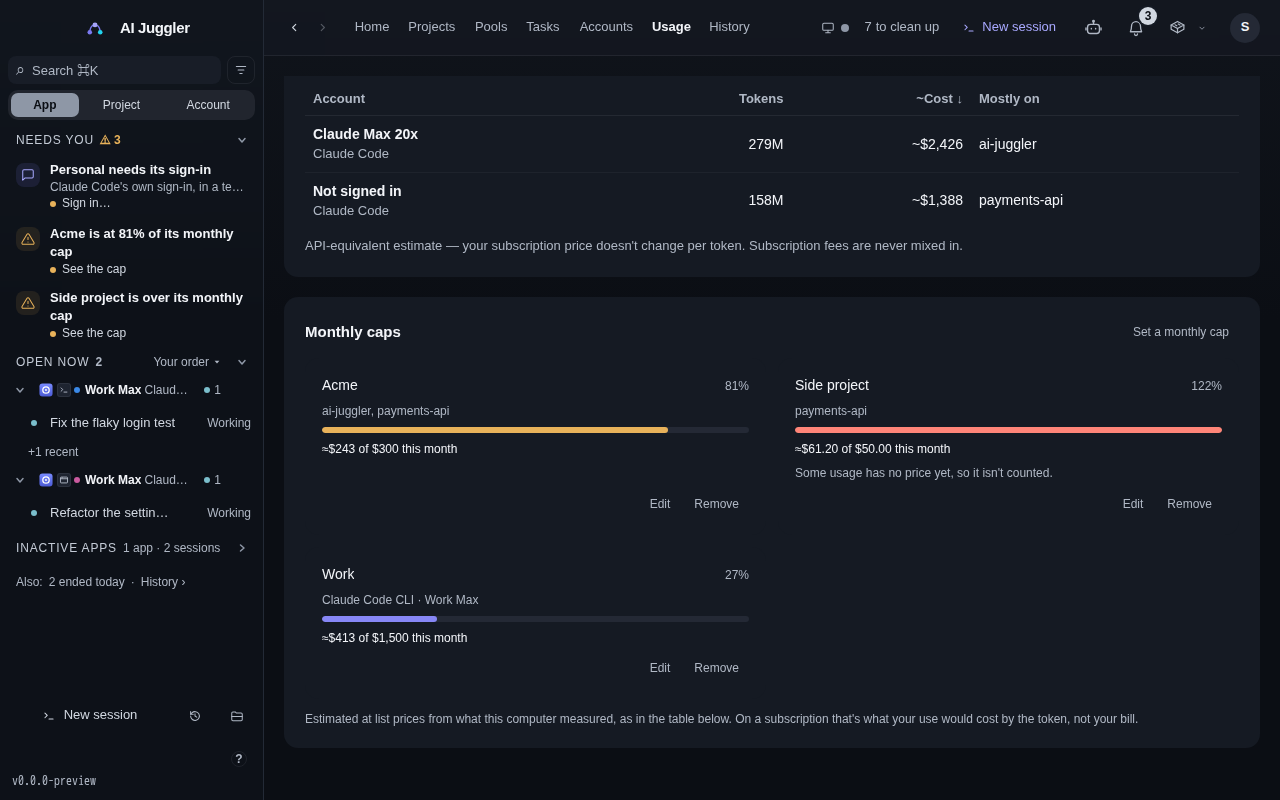 AI Juggler
Search ⌘K
App Project Account
NEEDS YOU 3
Personal needs its sign-in
Claude Code's own sign-in, in a te…
Sign in…
Acme is at 81% of its monthly
cap
See the cap
Side project is over its monthly
cap
See the cap
OPEN NOW 2 Your order
Work Max Claud… 1
Fix the flaky login test Working
+1 recent
Work Max Claud… 1
Refactor the settin… Working
INACTIVE APPS 1 app · 2 sessions
Also: 2 ended today · History ›
New session
?
v0.0.0-preview
Home Projects Pools Tasks Accounts Usage History
7 to clean up
New session
3
S
Account Tokens ~Cost ↓ Mostly on
Claude Max 20x
Claude Code
279M ~$2,426 ai-juggler
Not signed in
Claude Code
158M ~$1,388 payments-api
API-equivalent estimate — your subscription price doesn't change per token. Subscription fees are never mixed in.
Monthly caps Set a monthly cap
Acme 81%
ai-juggler, payments-api
≈$243 of $300 this month
Edit Remove
Side project 122%
payments-api
≈$61.20 of $50.00 this month
Some usage has no price yet, so it isn't counted.
Edit Remove
Work 27%
Claude Code CLI · Work Max
≈$413 of $1,500 this month
Edit Remove
Estimated at list prices from what this computer measured, as in the table below. On a subscription that's what your use would cost by the token, not your bill.